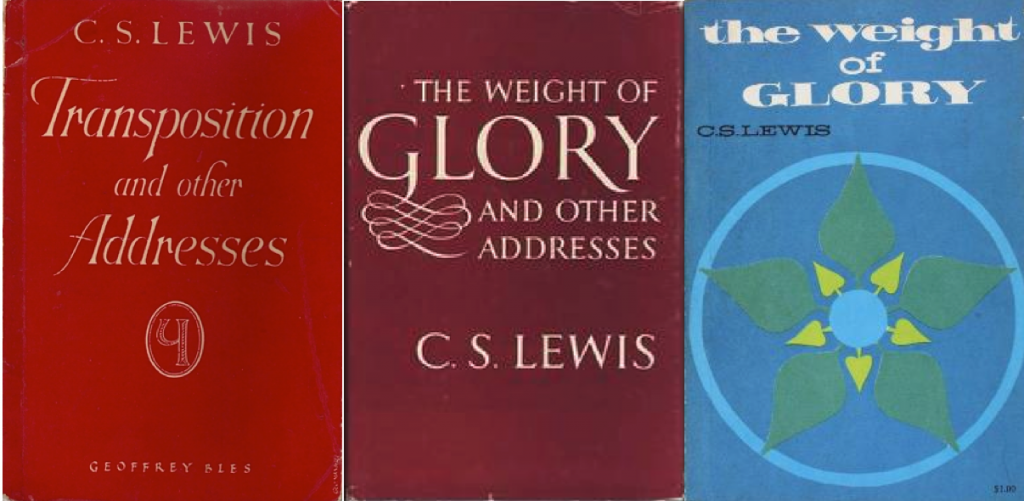 C. S. LEWIS
Transposition
and other
Addresses
GEOFFREY BLES
THE WEIGHT OF
GLORY
AND OTHER
ADDRESSES
C. S. LEWIS
the weight
of
GLORY
C.S. LEWIS
$1.00